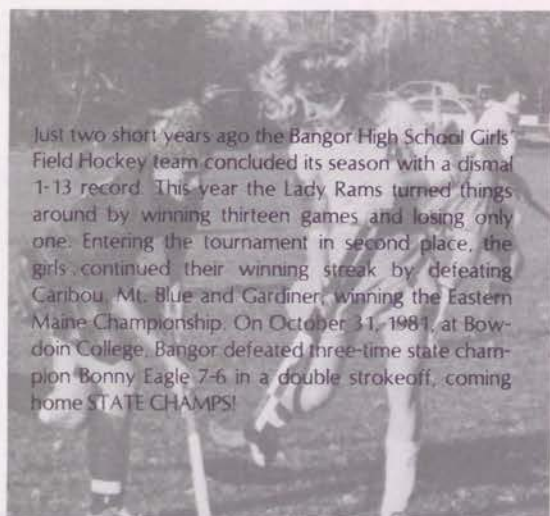 Just two short years ago the Bangor High School Girls'
Field Hockey team concluded its season with a dismal
1-13 record. This year the Lady Rams turned things
around by winning thirteen games and losing only
one. Entering the tournament in second place, the
girls continued their winning streak by defeating
Caribou, Mt. Blue and Gardiner, winning the Eastern
Maine Championship. On October 31, 1981, at Bow-
doin College, Bangor defeated three-time state cham-
pion Bonny Eagle 7-6 in a double strokeoff, coming
home STATE CHAMPS!